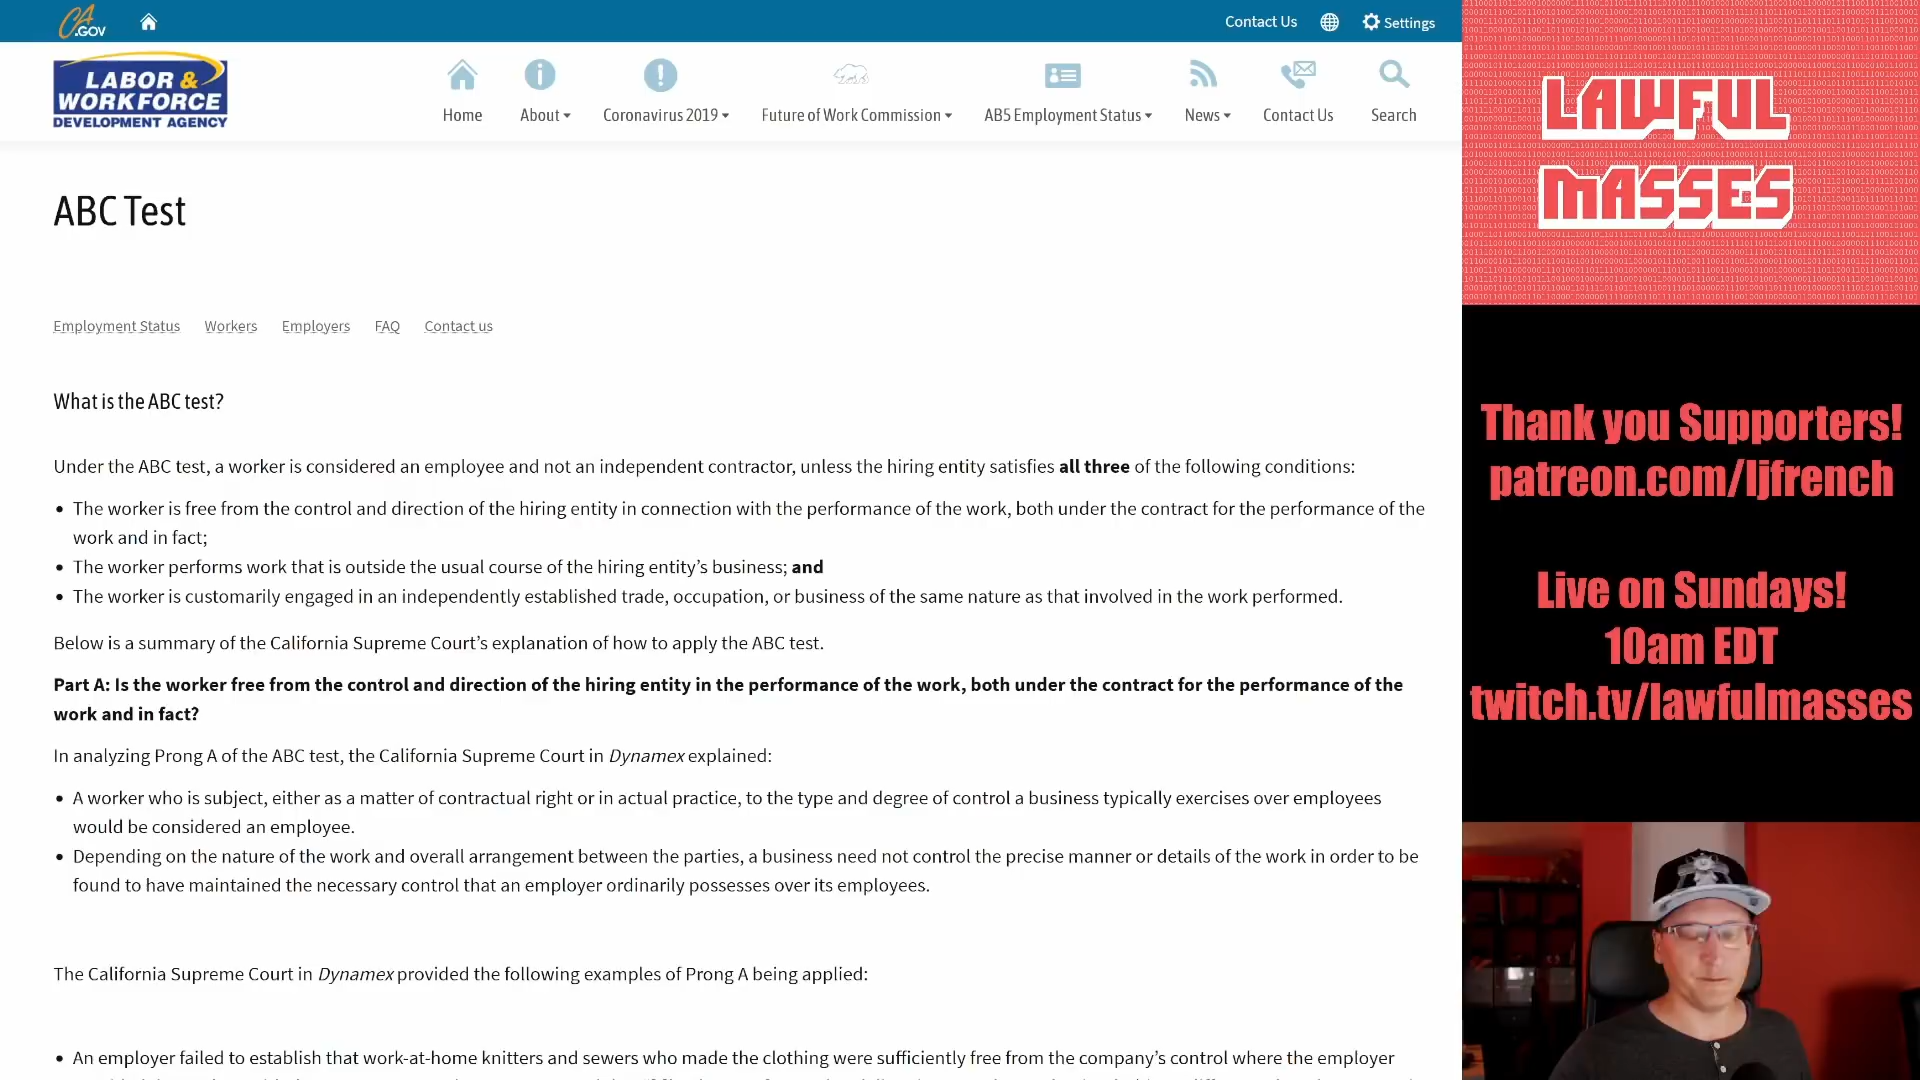 CA.GOV
Contact Us
Settings
LABOR &
WORKFORCE
DEVELOPMENT AGENCY
Home
About
Coronavirus 2019
Future of Work Commission
AB5 Employment Status
News
Contact Us
Search
ABC Test
Employment Status
Workers
Employers
FAQ
Contact us
What is the ABC test?
Under the ABC test, a worker is considered an employee and not an independent contractor, unless the hiring entity satisfies all three of the following conditions:
• The worker is free from the control and direction of the hiring entity in connection with the performance of the work, both under the contract for the performance of the
work and in fact;
• The worker performs work that is outside the usual course of the hiring entity’s business; and
• The worker is customarily engaged in an independently established trade, occupation, or business of the same nature as that involved in the work performed.
Below is a summary of the California Supreme Court’s explanation of how to apply the ABC test.
Part A: Is the worker free from the control and direction of the hiring entity in the performance of the work, both under the contract for the performance of the
work and in fact?
In analyzing Prong A of the ABC test, the California Supreme Court in Dynamex explained:
• A worker who is subject, either as a matter of contractual right or in actual practice, to the type and degree of control a business typically exercises over employees
would be considered an employee.
• Depending on the nature of the work and overall arrangement between the parties, a business need not control the precise manner or details of the work in order to be
found to have maintained the necessary control that an employer ordinarily possesses over its employees.
The California Supreme Court in Dynamex provided the following examples of Prong A being applied:
• An employer failed to establish that work-at-home knitters and sewers who made the clothing were sufficiently free from the company’s control where the employer
LAWFUL
MASSES
Thank you Supporters!
patreon.com/ljfrench
Live on Sundays!
10am EDT
twitch.tv/lawfulmasses